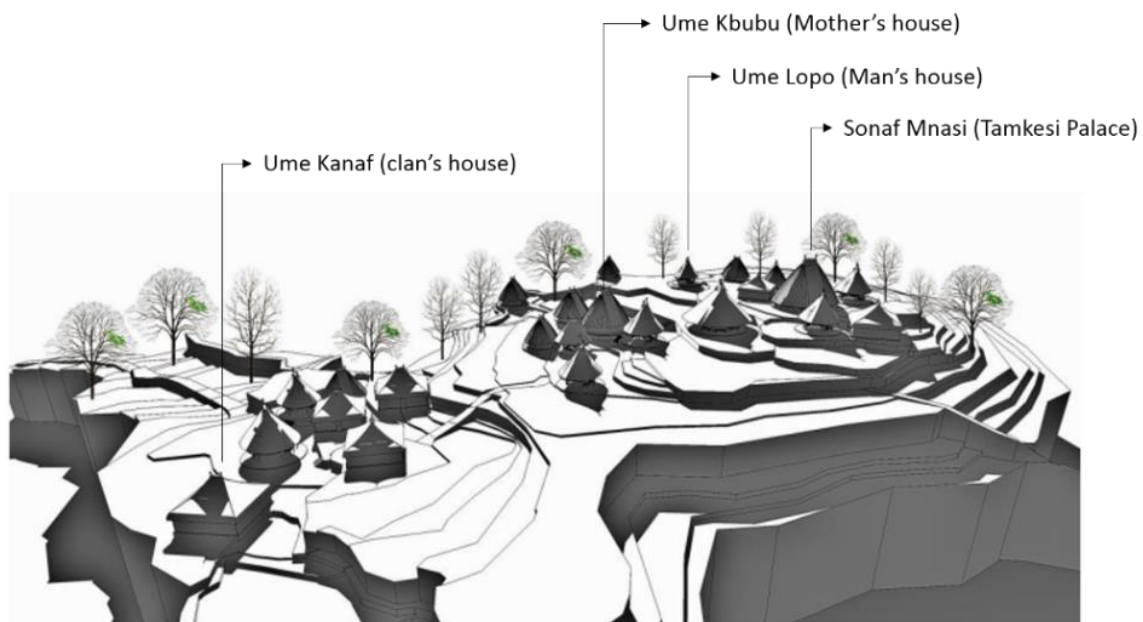 Ume Kbubu (Mother's house)
Ume Lopo (Man's house)
Sonaf Mnasi (Tamkesi Palace)
Ume Kanaf (clan's house)